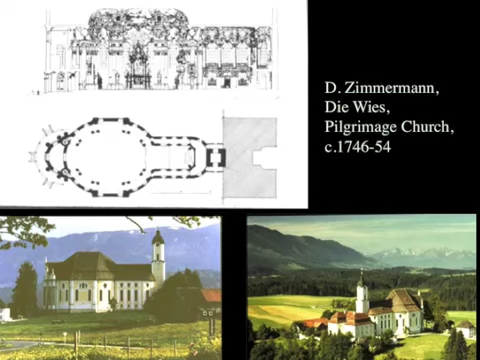 D. Zimmermann,
Die Wies,
Pilgrimage Church,
c.1746-54